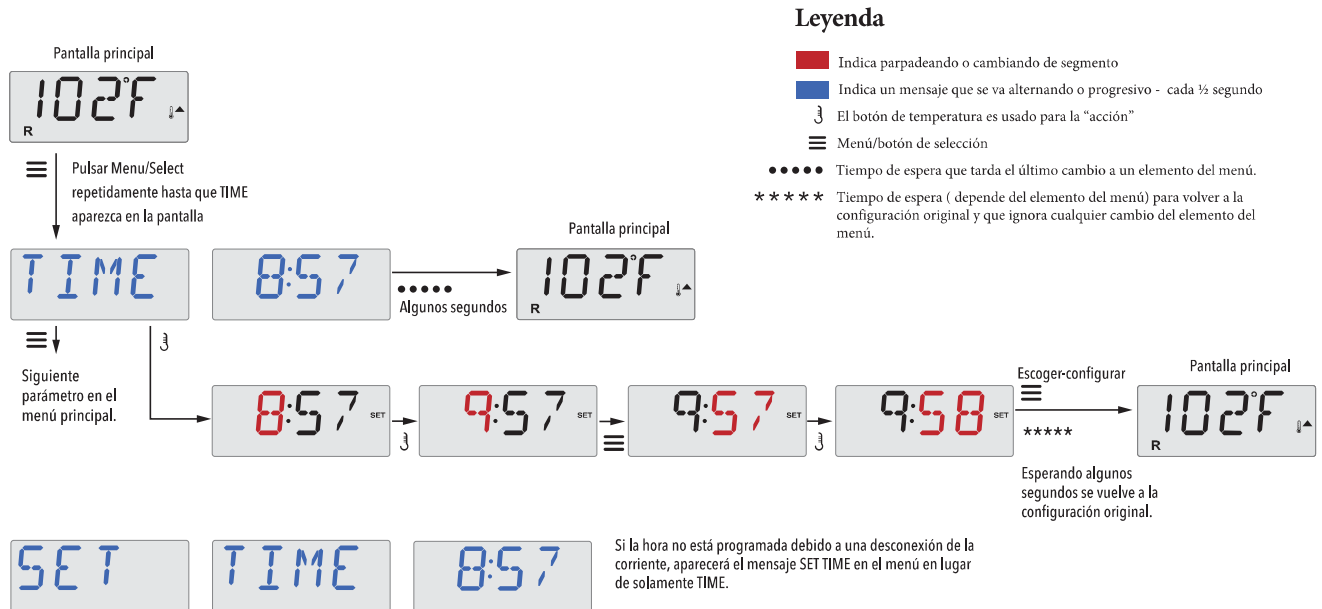 Leyenda
Indica parpadeando o cambiando de segmento
Indica un mensaje que se va alternando o progresivo - cada ½ segundo
El botón de temperatura es usado para la “acción”
Menú/botón de selección
••••• Tiempo de espera que tarda el último cambio a un elemento del menú.
***** Tiempo de espera ( depende del elemento del menú) para volver a la
configuración original y que ignora cualquier cambio del elemento del
menú.
Pantalla principal
102°F
R
Pulsar Menu/Select
repetidamente hasta que TIME
aparezca en la pantalla
TIME
8:57
•••••
Algunos segundos
Pantalla principal
102°F
R
Siguiente
parámetro en el
menú principal.
8:57 SET
9:57 SET
9:57 SET
9:58 SET
Escoger-configurar
*****
Esperando algunos
segundos se vuelve a la
configuración original.
Pantalla principal
102°F
R
SET
TIME
8:57
Si la hora no está programada debido a una desconexión de la
corriente, aparecerá el mensaje SET TIME en el menú en lugar
de solamente TIME.